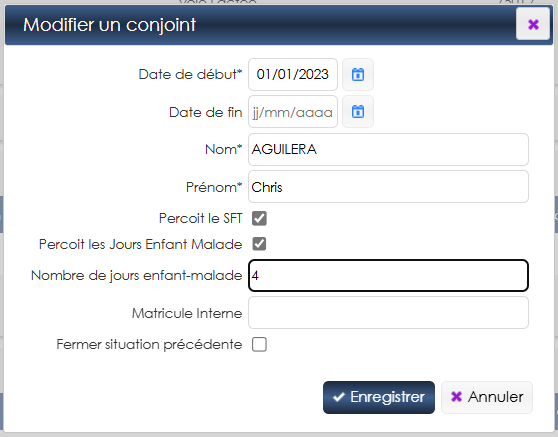 Modifier un conjoint
Date de début* 01/01/2023
Date de fin jj/mm/aaaa
Nom* AGUILERA
Prénom* Chris
Percoit le SFT
Percoit les Jours Enfant Malade
Nombre de jours enfant-malade 4
Matricule Interne
Fermer situation précédente
Enregistrer Annuler